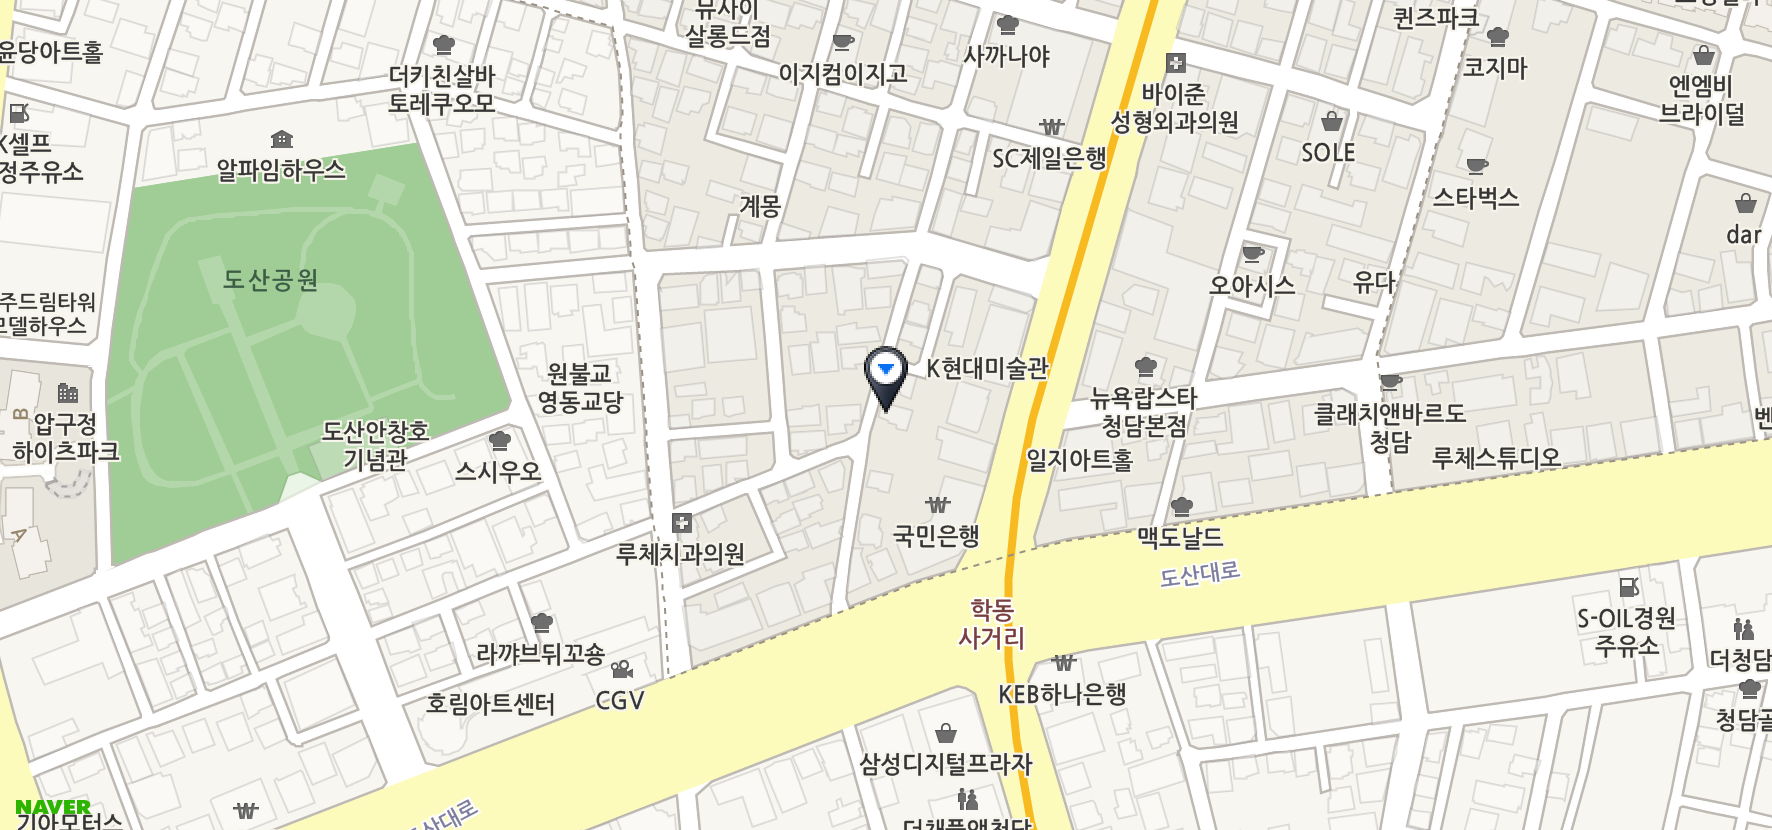 뮤사이
살롱드점
퀸즈파크
윤당아트홀
더키친살바
토레쿠오모
이지컴이지고
사까나야
코지마
바이준
성형외과의원
엔엠비
브라이덜
K셀프
정주유소
알파임하우스
SC제일은행
SOLE
스타벅스
계몽
dar
도산공원
오아시스
유다
주드림타워
모델하우스
원불교
영동교당
K현대미술관
뉴욕랍스타
청담본점
클래치앤바르도
청담
벤
B
압구정
하이츠파크
도산안창호
기념관
스시우오
일지아트홀
루체스튜디오
A
국민은행
맥도날드
루체치과의원
도산대로
학동
사거리
S-OIL경원
주유소
라꺄브뒤꼬숑
더청담
호림아트센터
CGV
KEB하나은행
청담골
삼성디지털프라자
NAVER
기아모터스
도산대로